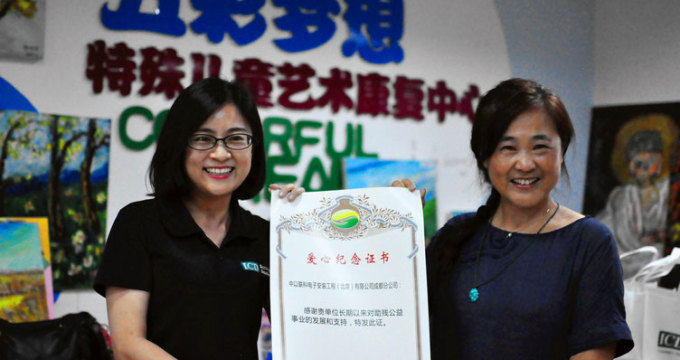 五彩梦想
特殊儿童艺术康复中心
爱心纪念证书
中以联科电子安装工程（北京）有限公司成都分公司：
感谢贵单位长期以来对助残公益
事业的发展和支持，特发此证。